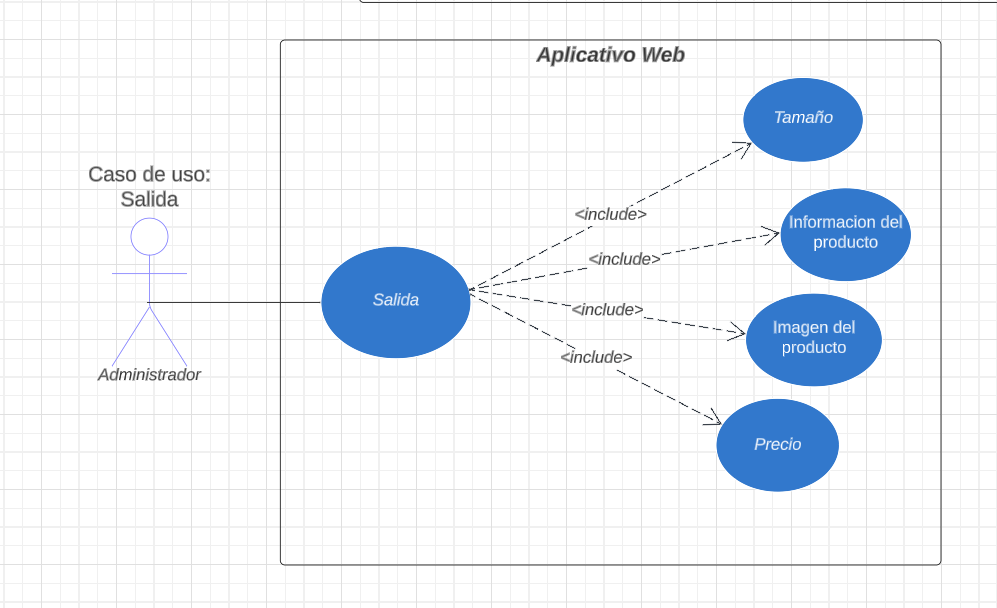 Aplicativo Web
Tamaño
Caso de uso:
Salida
<include>
Informacion del
producto
<include>
Salida
<include>
Imagen del
producto
<include>
Administrador
Precio